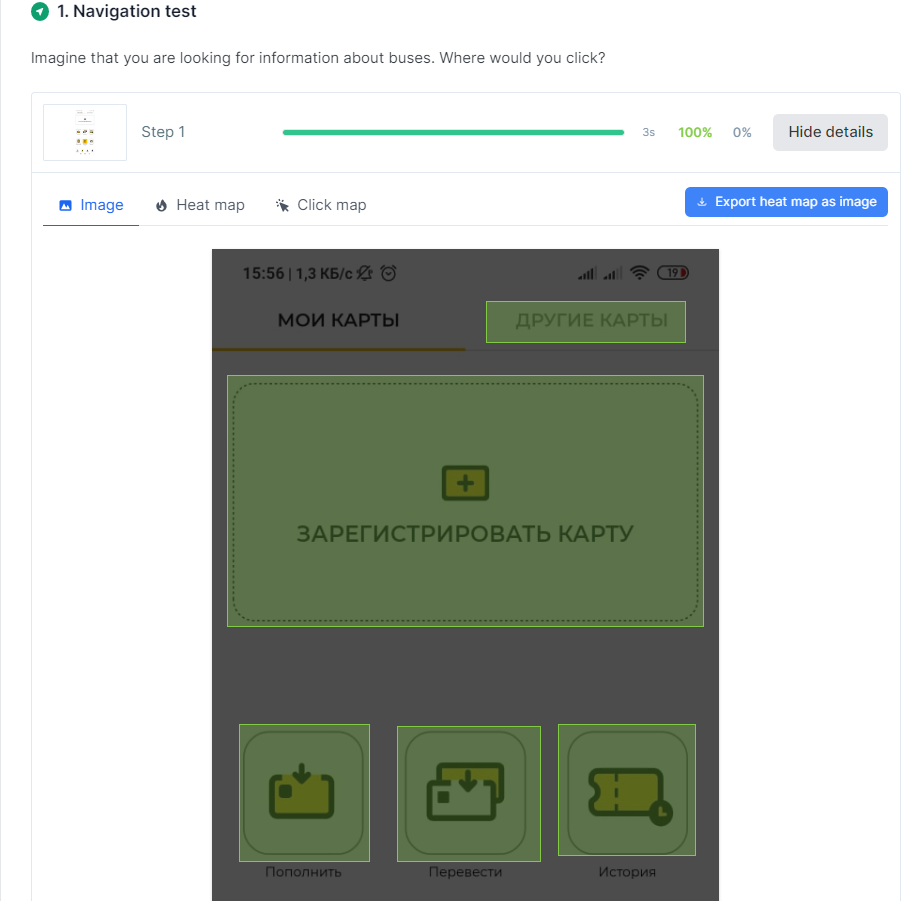 1. Navigation test
Imagine that you are looking for information about buses. Where would you click?
Step 1 3s 100% 0% Hide details
Image Heat map Click map Export heat map as image
15:56 | 1,3 КБ/с 19
МОИ КАРТЫ ДРУГИЕ КАРТЫ
ЗАРЕГИСТРИРОВАТЬ КАРТУ
Пополнить Перевести История